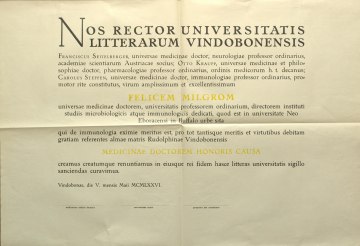 NOS RECTOR UNIVERSITATIS
LITTERARUM VINDOBONENSIS
FRANCISCUS SEITELBERGER, universae medicinae doctor, neurologiae professor ordinarius,
academiae scientiarum Austriacae socius; OTTO KRAUPP, universae medicinae et philo
sophiae doctor, pharmacologiae professor ordinarius, ordinis medicorum h. t. decanus;
CAROLUS STEFFEN, universae medicinae doctor, immunologiae professor ordinarius, pro
motor rite constitutus, virum amplissimum et excellentissimum
FELICEM MILGROM
universae medicinae doctorem, universitatis professorem ordinarium, directorem instituti
studiis microbiologicis atque immunologicis dedicati, quod est in universitate Neo
Eboracensi in Buffalo urbe sita
qui de immunologia eximie meritus est pro tot tantisque meritis et virtutibus debitam
gratiam referentes almae matris Rudolphinae Vindobonensis
MEDICINAE DOCTOREM HONORIS CAUSA
creamus creatumque renuntiamus in eiusque rei fidem hasce litteras universitatis sigillo
sanciendas curavimus.
Vindobonae, die V. mensis Maii MCMLXXVI.